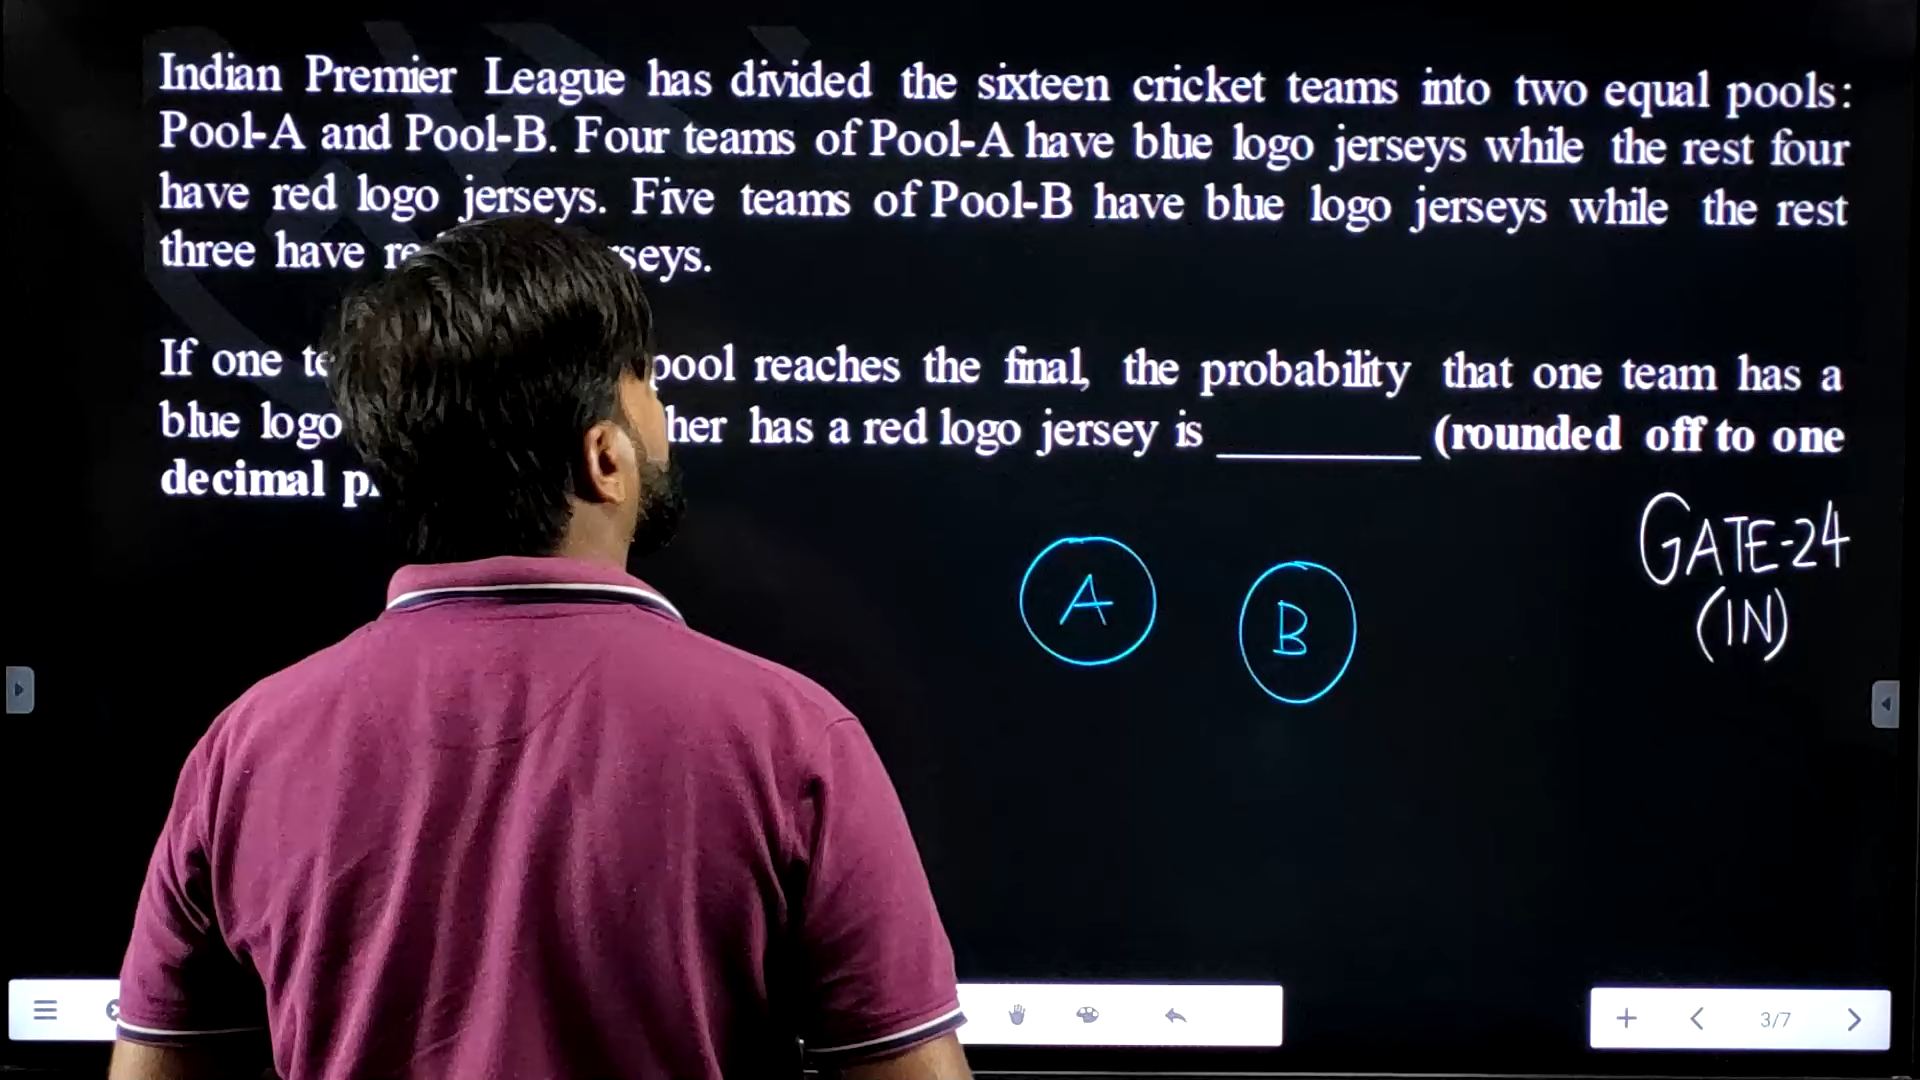 Indian Premier League has divided the sixteen cricket teams into two equal pools:
Pool-A and Pool-B. Four teams of Pool-A have blue logo jerseys while the rest four
have red logo jerseys. Five teams of Pool-B have blue logo jerseys while the rest
three have
If one pool reaches the final, the probability that one team has a
blue logo has a red logo jersey is ________ (rounded off to one
decimal
GATE-24
(IN)
A
B
3/7